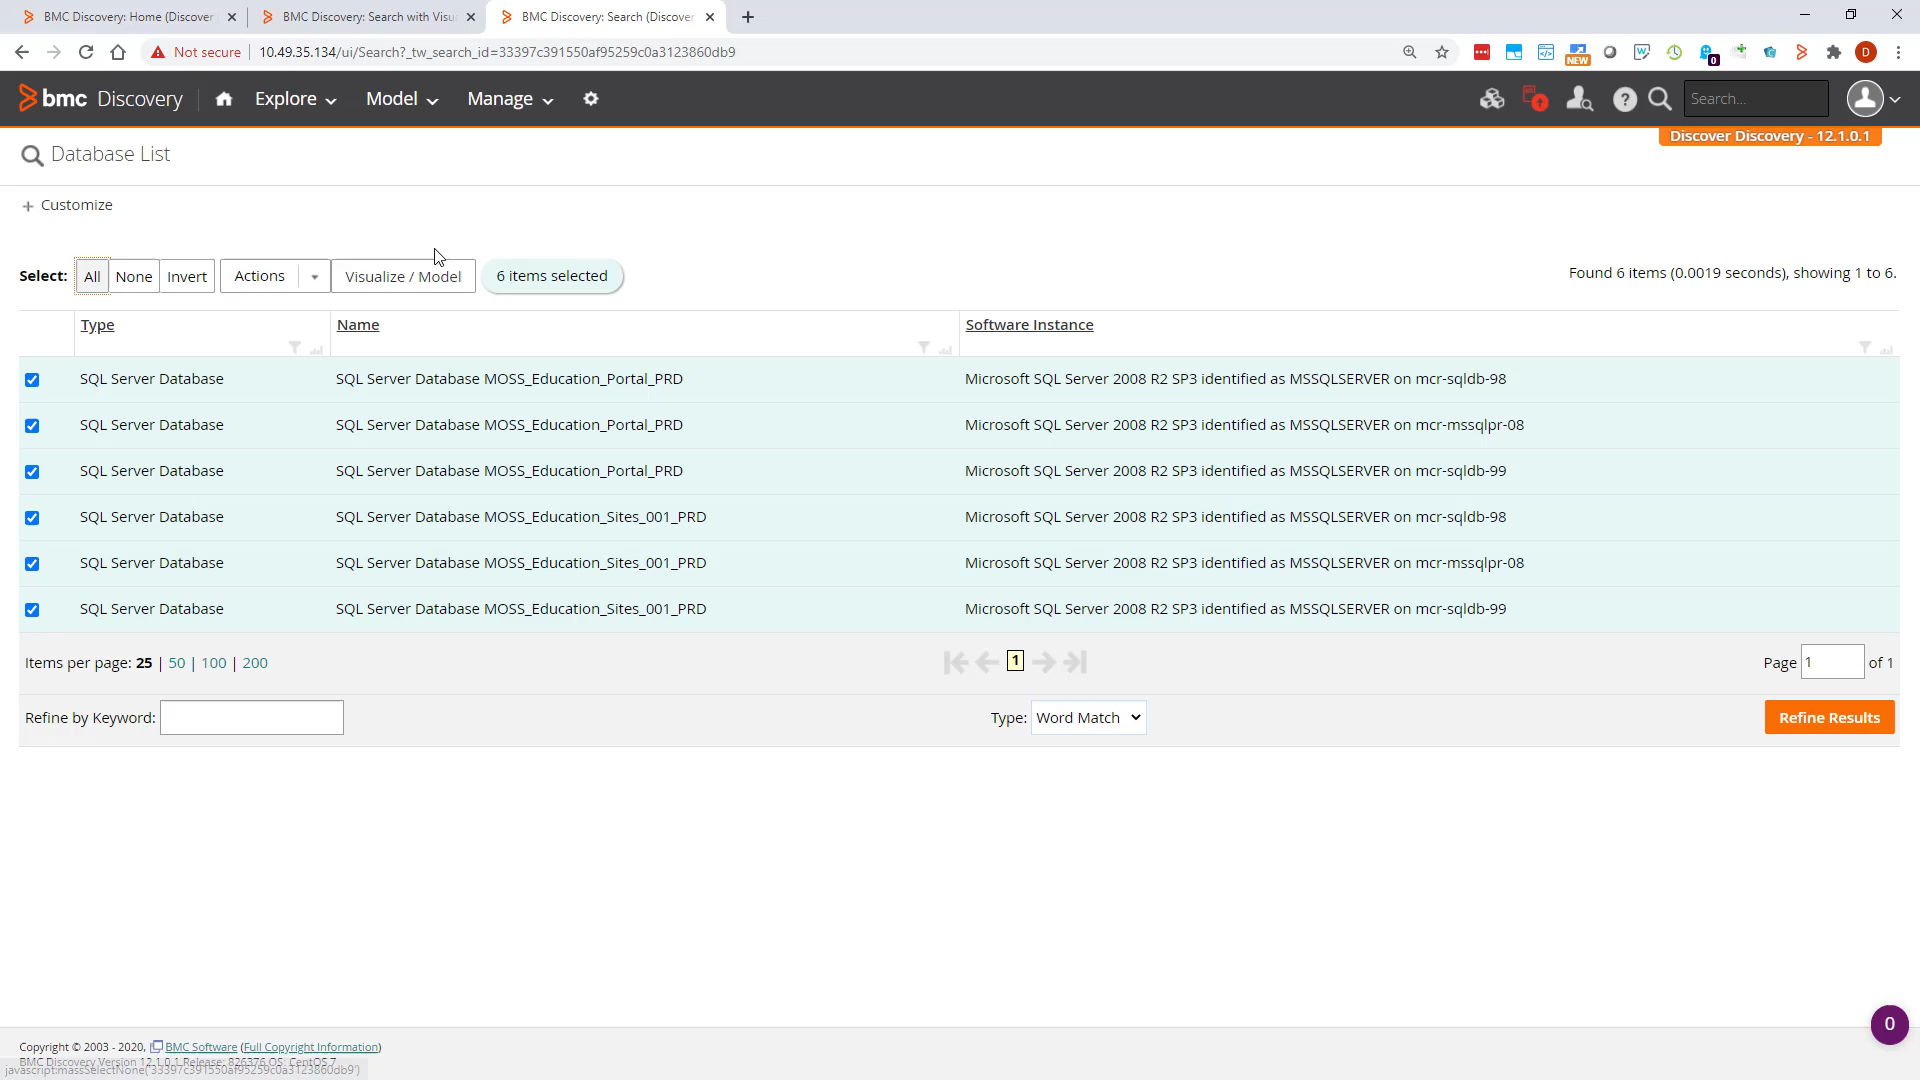 BMC Discovery: Home (Discover
BMC Discovery: Search with Visu
BMC Discovery: Search (Discover
Not secure
10.49.35.134/ui/Search?_tw_search_id=33397c391550af95259c0a3123860db9
NEW
0
D
bmc Discovery
Explore
Model
Manage
?
Search...
Discover Discovery - 12.1.0.1
Database List
+ Customize
Select: All None Invert Actions Visualize / Model 6 items selected
Found 6 items (0.0019 seconds), showing 1 to 6.
Type Name Software Instance
SQL Server Database SQL Server Database MOSS_Education_Portal_PRD Microsoft SQL Server 2008 R2 SP3 identified as MSSQLSERVER on mcr-sqldb-98
SQL Server Database SQL Server Database MOSS_Education_Portal_PRD Microsoft SQL Server 2008 R2 SP3 identified as MSSQLSERVER on mcr-mssqlpr-08
SQL Server Database SQL Server Database MOSS_Education_Portal_PRD Microsoft SQL Server 2008 R2 SP3 identified as MSSQLSERVER on mcr-sqldb-99
SQL Server Database SQL Server Database MOSS_Education_Sites_001_PRD Microsoft SQL Server 2008 R2 SP3 identified as MSSQLSERVER on mcr-sqldb-98
SQL Server Database SQL Server Database MOSS_Education_Sites_001_PRD Microsoft SQL Server 2008 R2 SP3 identified as MSSQLSERVER on mcr-mssqlpr-08
SQL Server Database SQL Server Database MOSS_Education_Sites_001_PRD Microsoft SQL Server 2008 R2 SP3 identified as MSSQLSERVER on mcr-sqldb-99
Items per page: 25 | 50 | 100 | 200
1
Page 1 of 1
Refine by Keyword:
Type: Word Match
Refine Results
0
Copyright © 2003 - 2020, BMC Software (Full Copyright Information)
BMC Discovery Version 12.1.0.1 Release: 826376 OS: CentOS 7
javascript:massSelectNone('33397c391550af95259c0a3123860db9')